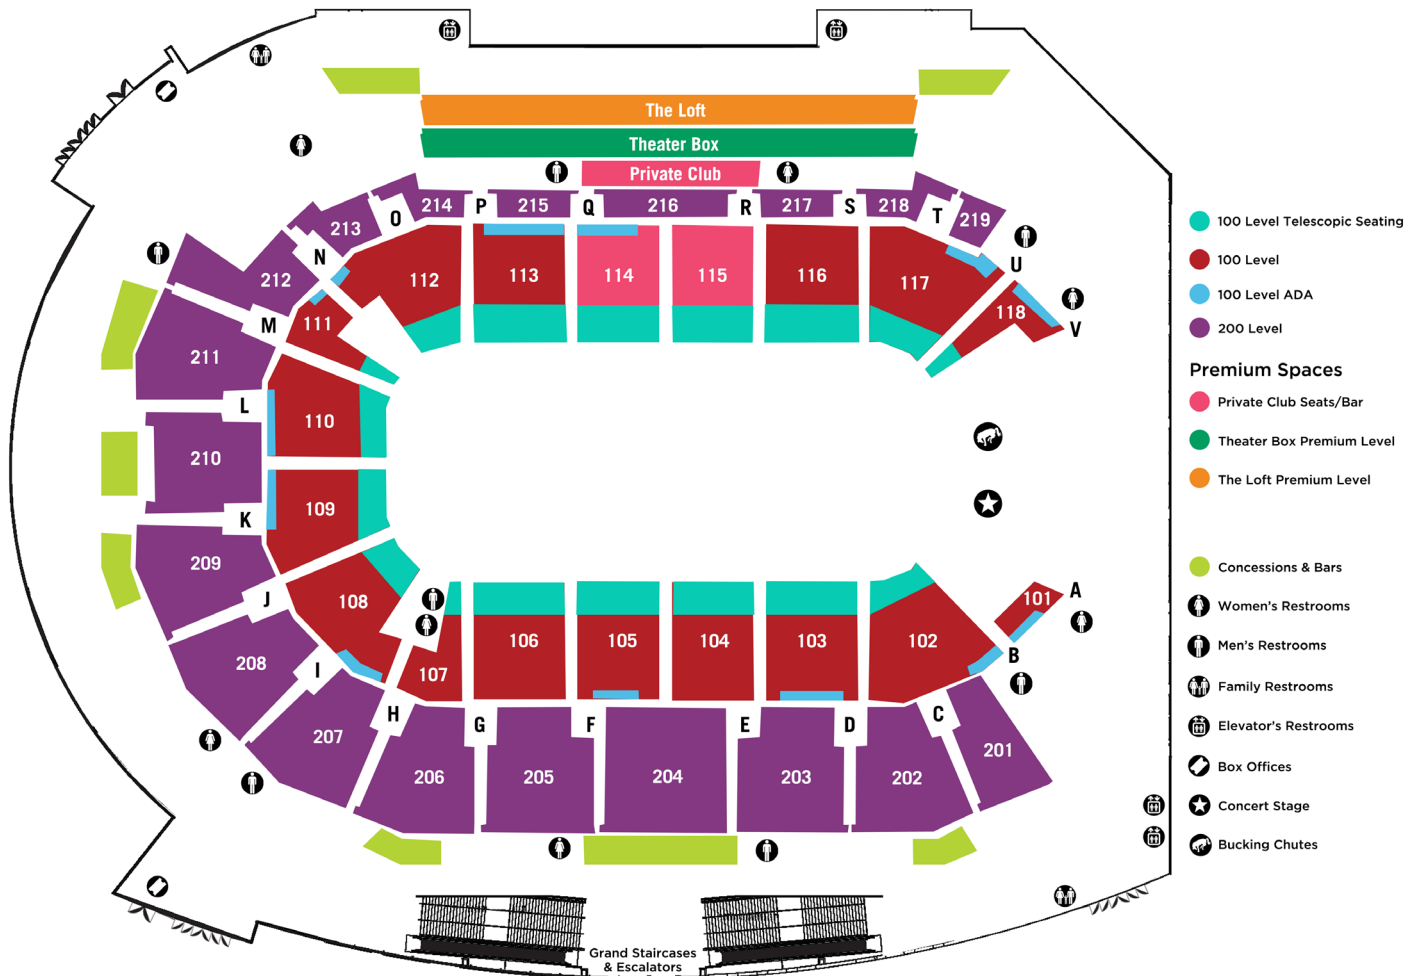 The Loft
Theater Box
Private Club
214
P
215
Q
216
R
217
S
218
T
219
O
213
N
212
M
U
V
112
113
114
115
116
117
118
111
211
L
110
210
K
109
209
J
108
208
I
207
H
107
106
105
104
103
102
101
A
B
C
G
F
E
D
206
205
204
203
202
201
Grand Staircases
& Escalators
100 Level Telescopic Seating
100 Level
100 Level ADA
200 Level
Premium Spaces
Private Club Seats/Bar
Theater Box Premium Level
The Loft Premium Level
Concessions & Bars
Women's Restrooms
Men's Restrooms
Family Restrooms
Elevator's Restrooms
Box Offices
Concert Stage
Bucking Chutes